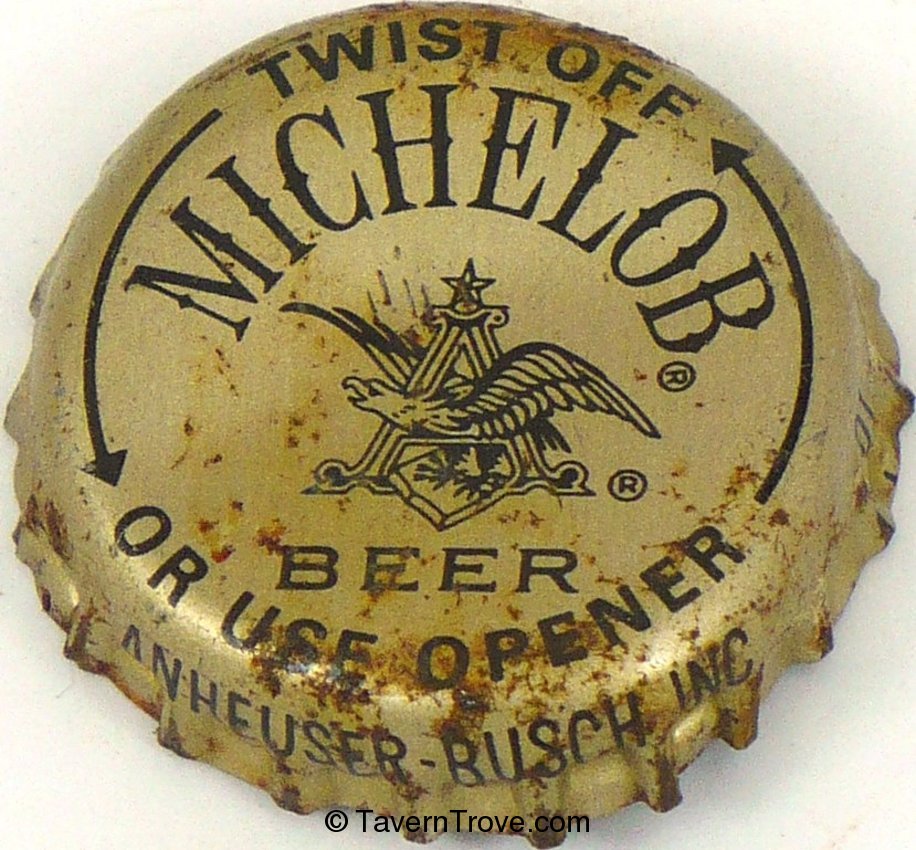 TWIST OFF
MICHELOB®
A
®
BEER
OR USE OPENER
ANHEUSER-BUSCH, INC.
© TavernTrove.com